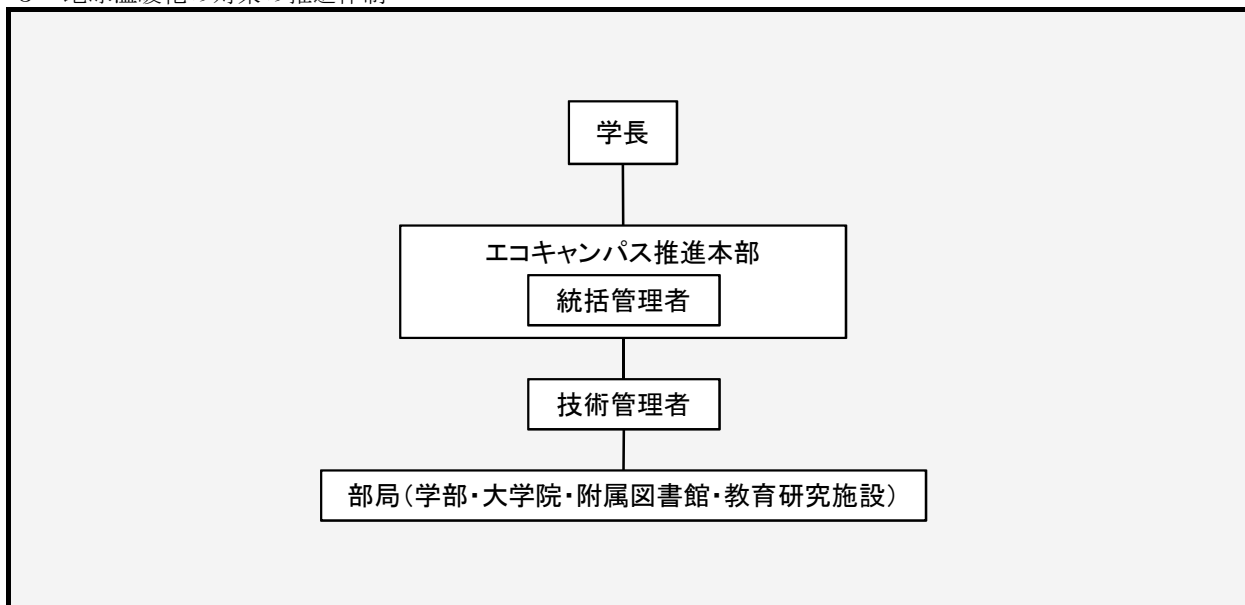 学長
エコキャンパス推進本部
統括管理者
技術管理者
部局(学部・大学院・附属図書館・教育研究施設)